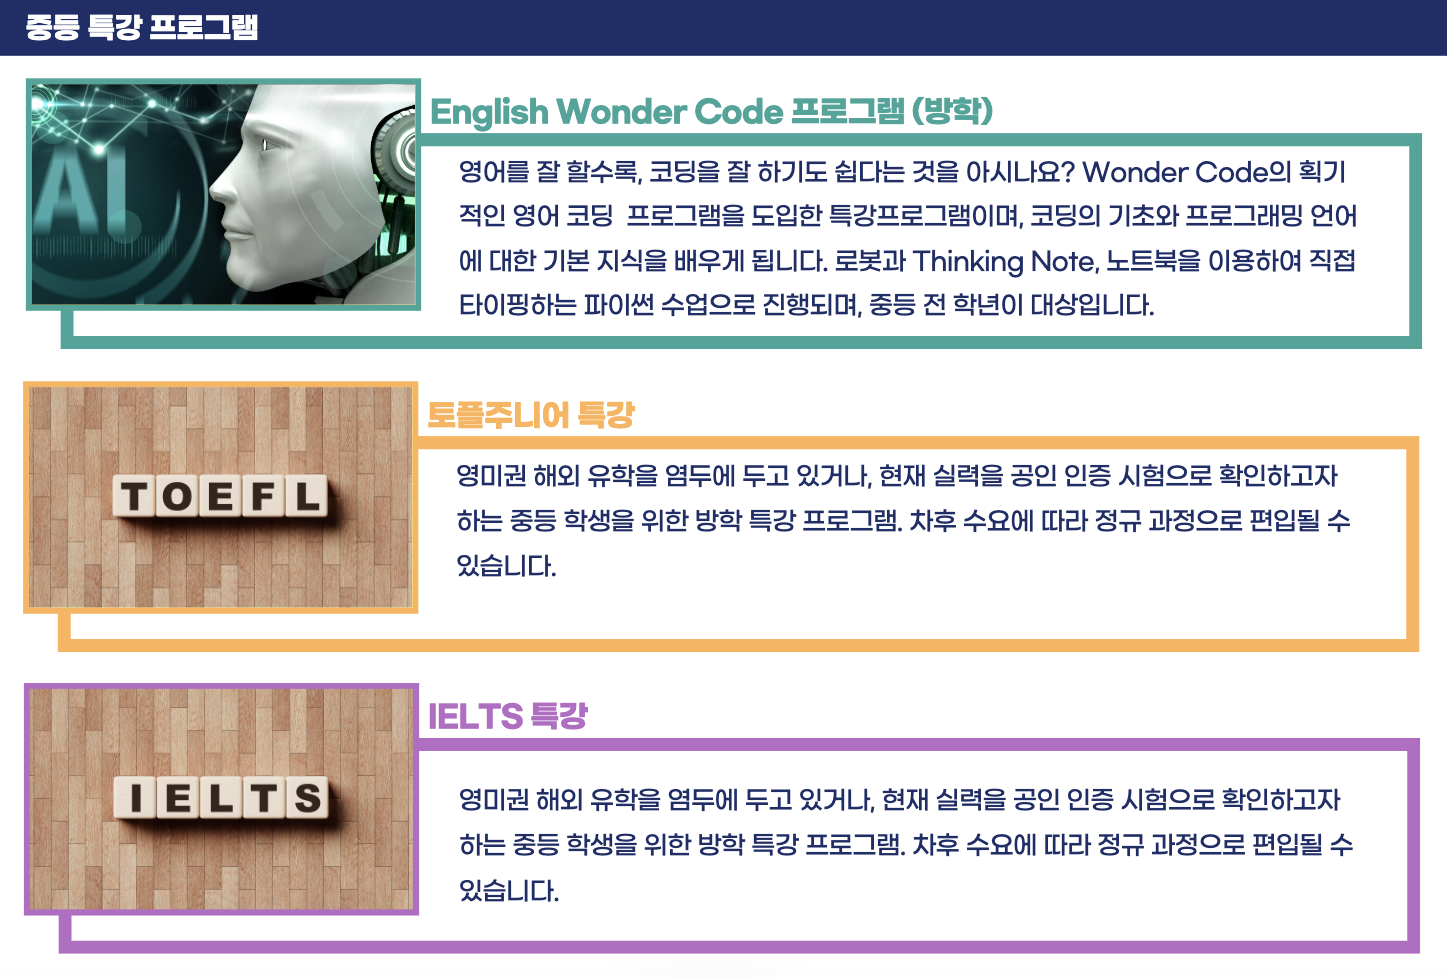 중등 특강 프로그램
AI
English Wonder Code 프로그램 (방학)
영어를 잘 할수록, 코딩을 잘 하기도 쉽다는 것을 아시나요? Wonder Code의 획기
적인 영어 코딩  프로그램을 도입한 특강프로그램이며, 코딩의 기초와 프로그래밍 언어
에 대한 기본 지식을 배우게 됩니다. 로봇과 Thinking Note, 노트북을 이용하여 직접
타이핑하는 파이썬 수업으로 진행되며, 중등 전 학년이 대상입니다.
TOEFL
토플주니어 특강
영미권 해외 유학을 염두에 두고 있거나, 현재 실력을 공인 인증 시험으로 확인하고자
하는 중등 학생을 위한 방학 특강 프로그램. 차후 수요에 따라 정규 과정으로 편입될 수
있습니다.
IELTS
IELTS 특강
영미권 해외 유학을 염두에 두고 있거나, 현재 실력을 공인 인증 시험으로 확인하고자
하는 중등 학생을 위한 방학 특강 프로그램. 차후 수요에 따라 정규 과정으로 편입될 수
있습니다.